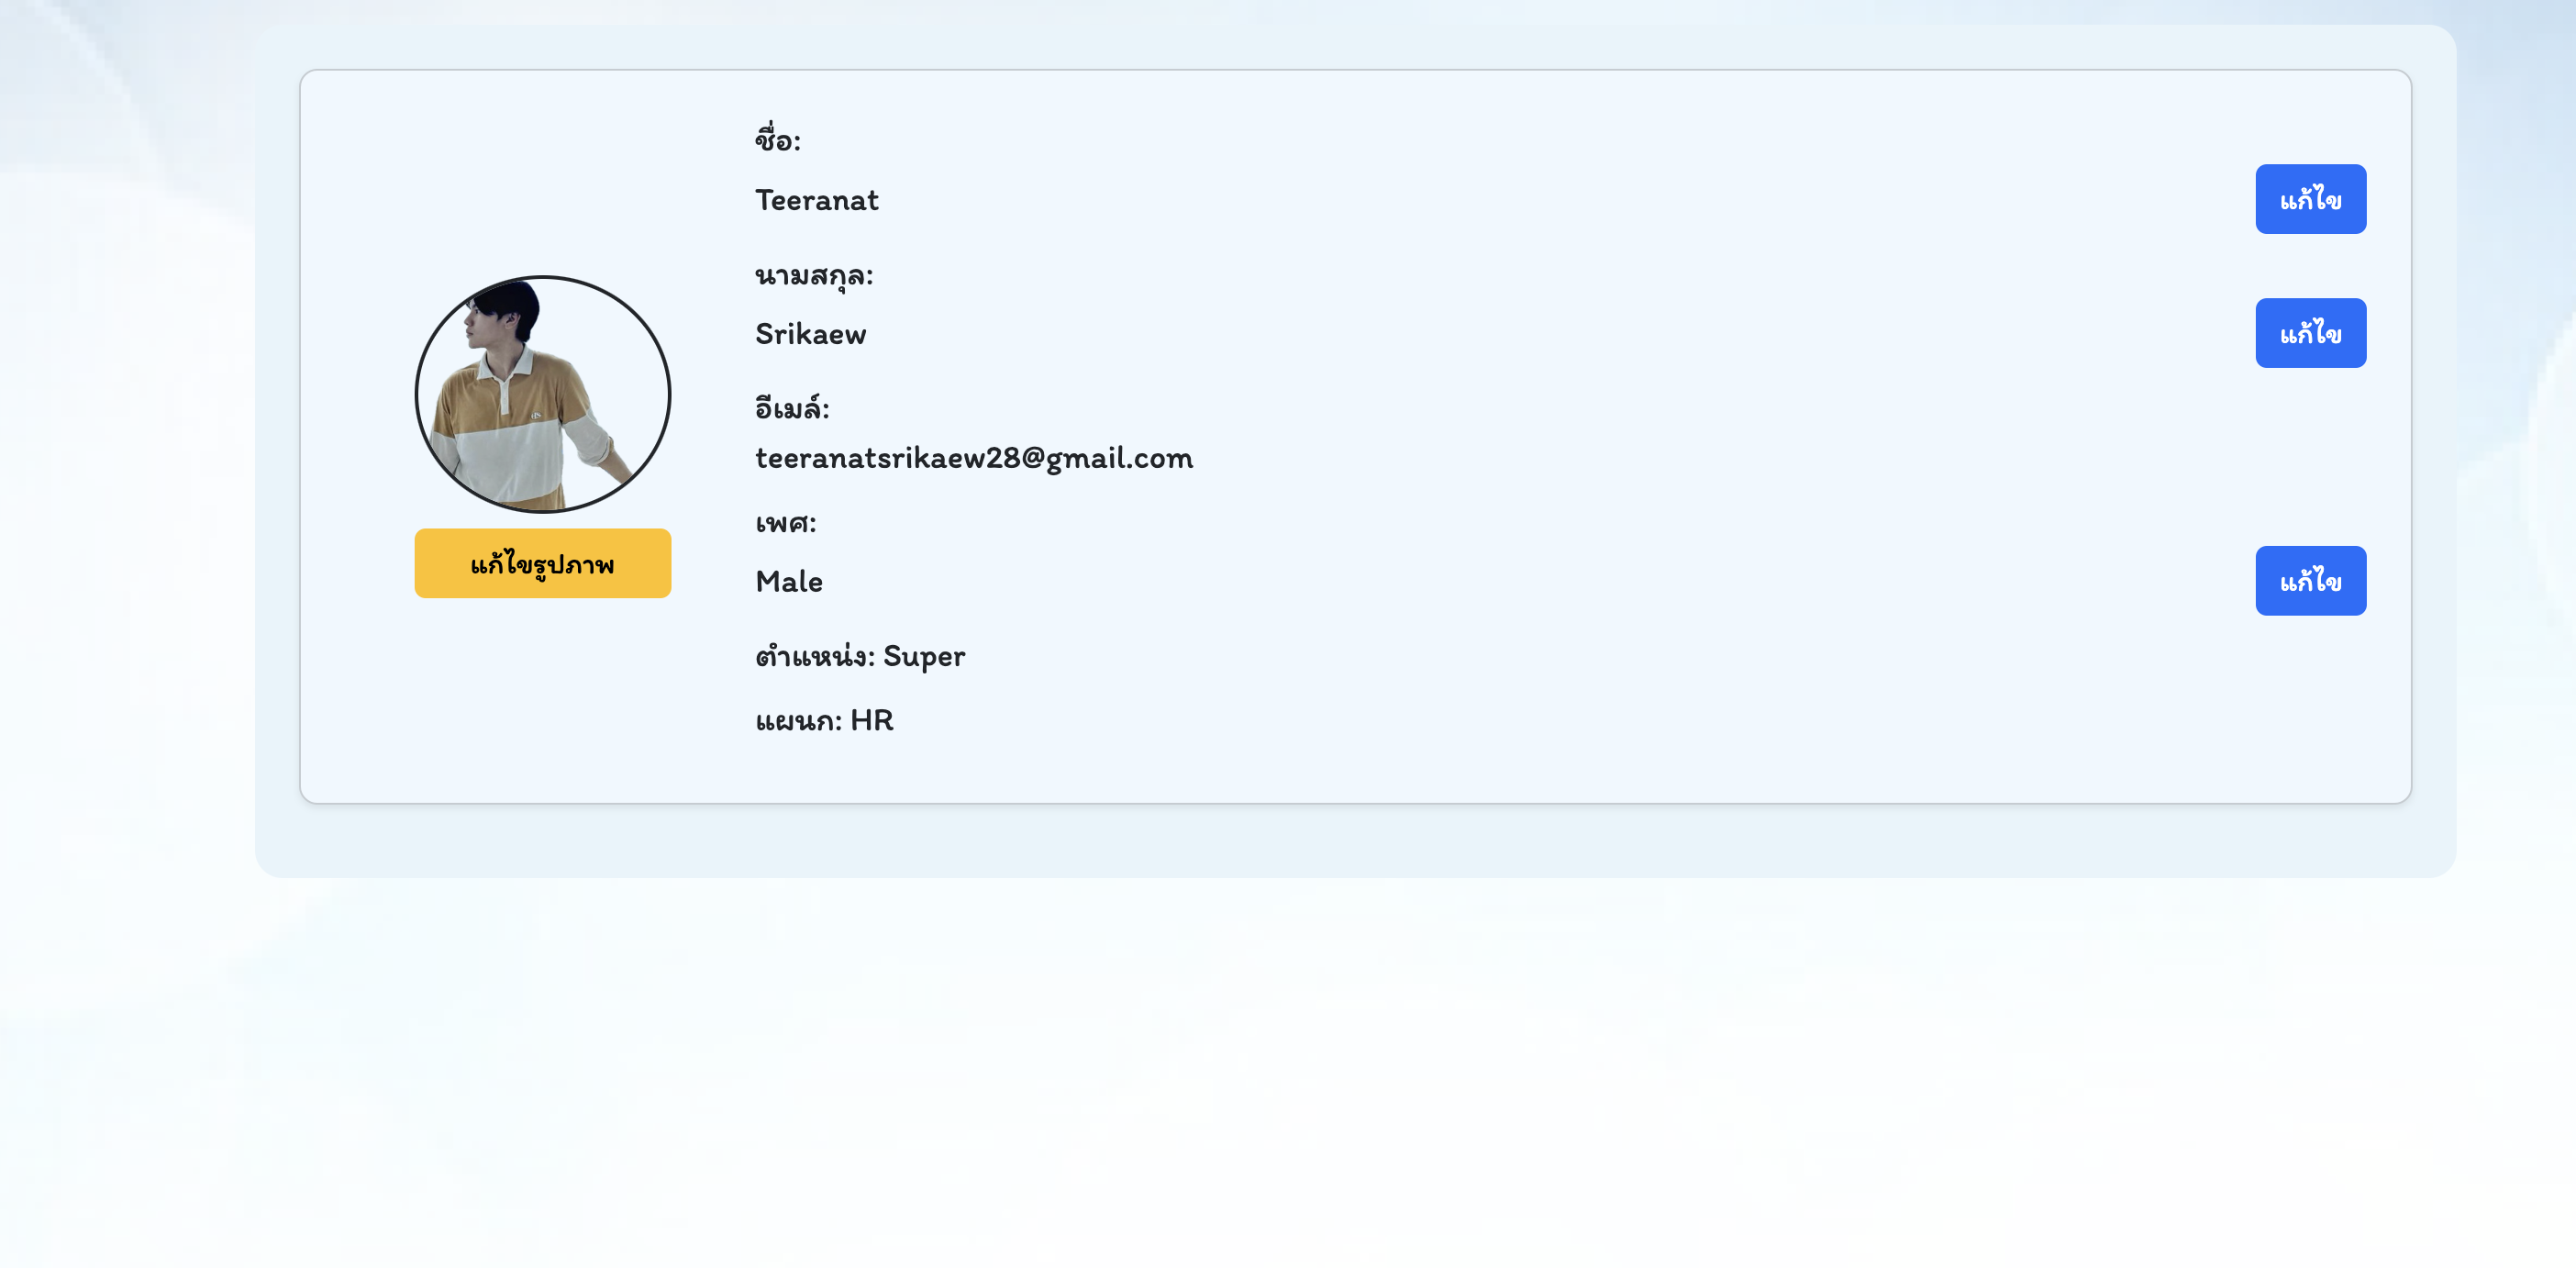 ชื่อ:
Teeranat
แก้ไข
นามสกุล:
Srikaew
แก้ไข
อีเมล์:
teeranatsrikaew28@gmail.com
แก้ไขรูปภาพ
เพศ:
Male
แก้ไข
ตำแหน่ง: Super
แผนก: HR